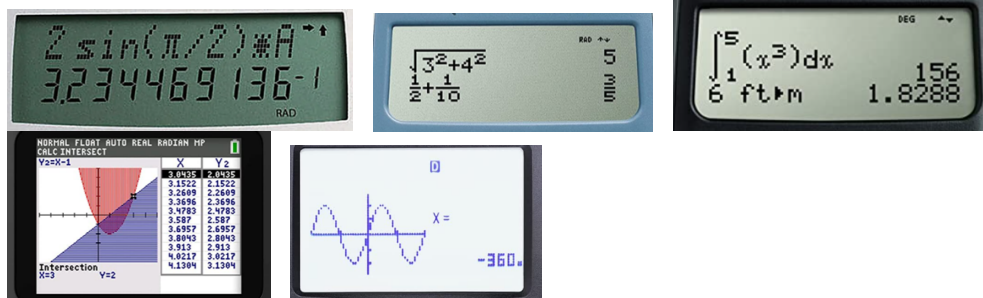 2 sin(π/2)*A
3.234469136-1
RAD
RAD
√3²+4² 5
1/2+1/10 3/5
DEG
∫51(x³)dx 156
6 ft▸m 1.8288
NORMAL FLOAT AUTO REAL RADIAN MP
CALC INTERSECT
Y2=X-1
X Y2
3.0435 2.0435
3.1522 2.1522
3.2609 2.2609
3.3696 2.3696
3.4783 2.4783
3.587 2.587
3.6957 2.6957
3.8043 2.8043
3.913 2.913
4.0217 3.0217
4.1304 3.1304
Intersection
X=3 Y=2
D
X =
-360.